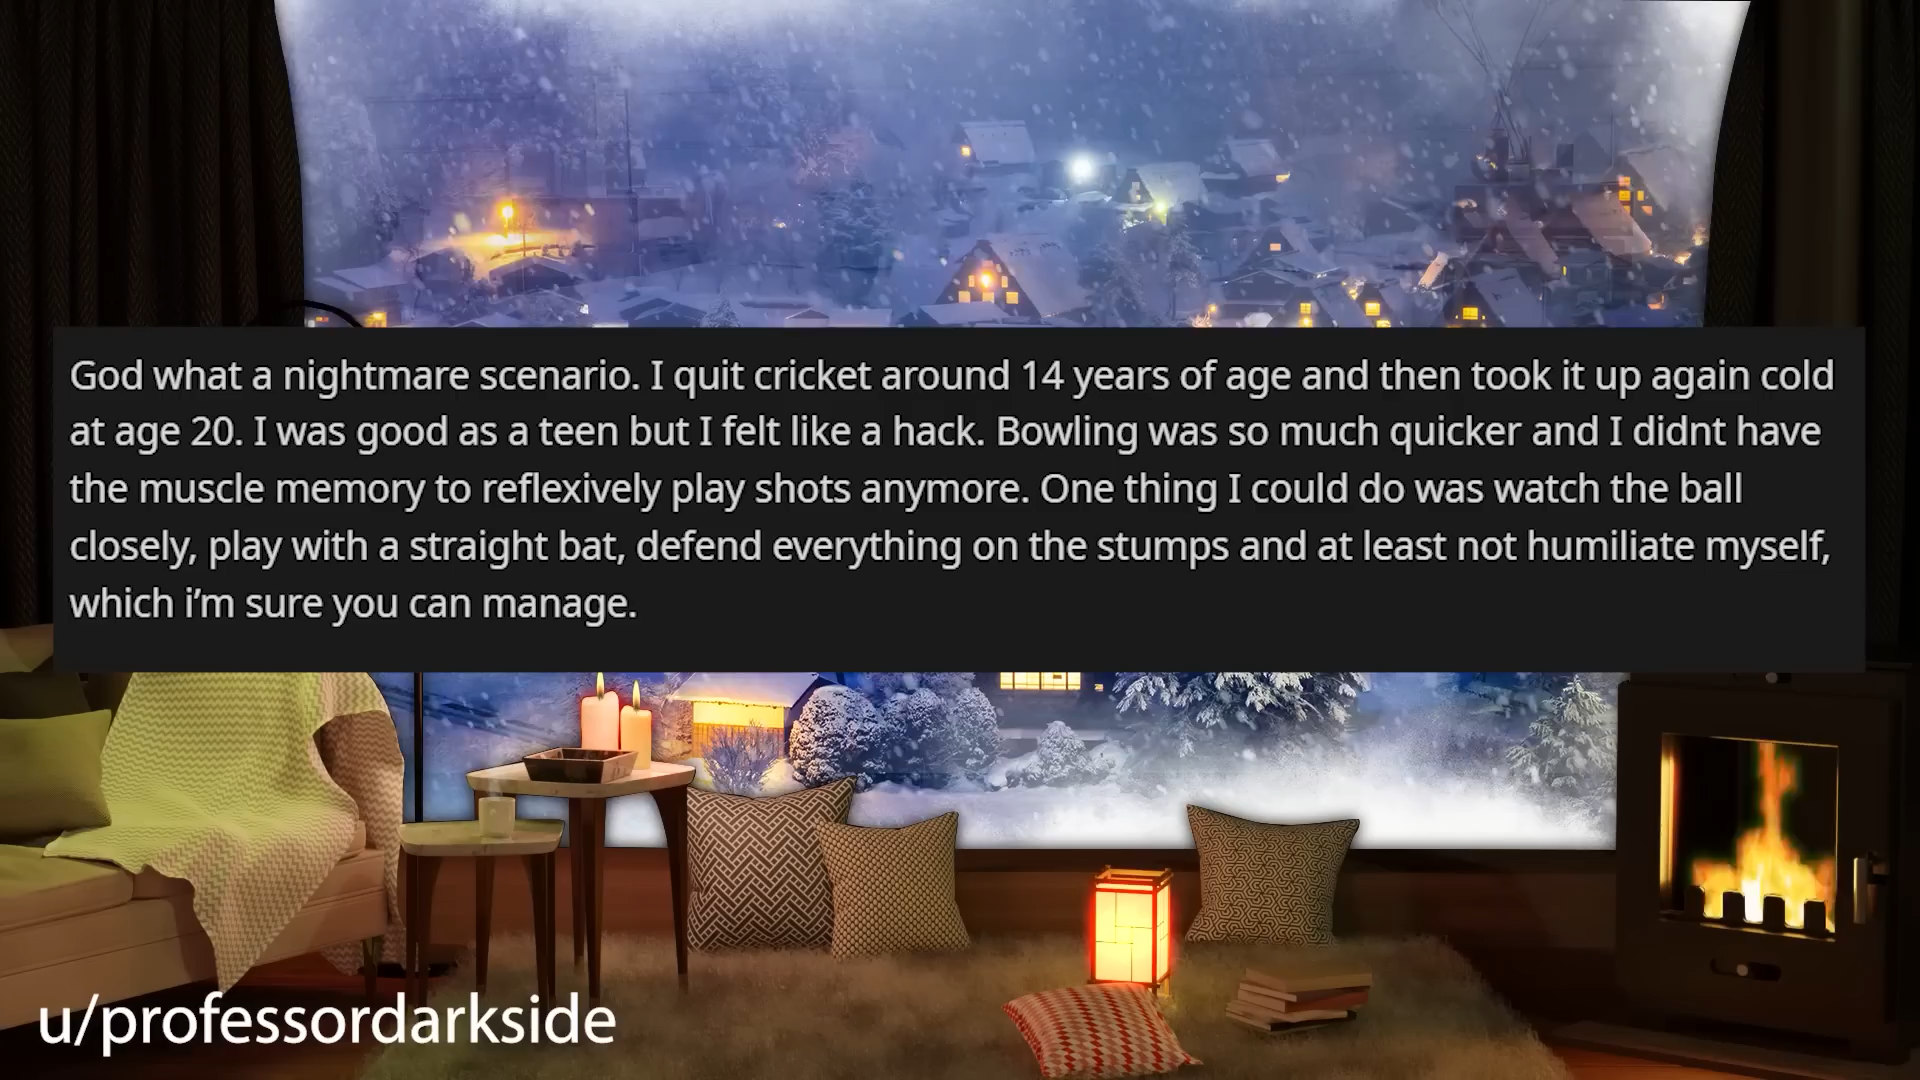 God what a nightmare scenario. I quit cricket around 14 years of age and then took it up again cold
at age 20. I was good as a teen but I felt like a hack. Bowling was so much quicker and I didnt have
the muscle memory to reflexively play shots anymore. One thing I could do was watch the ball
closely, play with a straight bat, defend everything on the stumps and at least not humiliate myself,
which i’m sure you can manage.
u/professordarkside